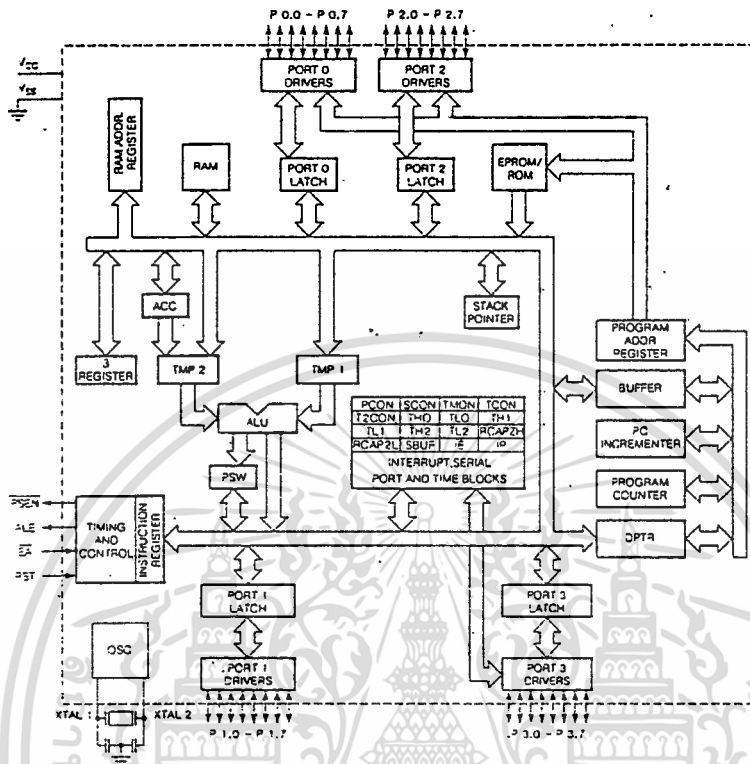 P 0.0 - P 0.7
P 2.0 - P 2.7
VCC
VSS
PORT 0
DRIVERS
PORT 2
DRIVERS
RAM ADDR.
REGISTER
RAM
PORT 0
LATCH
PORT 2
LATCH
EPROM/
ROM
ACC
STACK
POINTER
3
REGISTER
TMP 2
TMP 1
PROGRAM
ADDR
REGISTER
BUFFER
ALU
PCON SCON TMON TCON
T2CON TH0 TL0 TH1
TL1 TH2 TL2 RCAP2H
RCAP2L SBUF IE IP
INTERRUPT, SERIAL
PORT AND TIME BLOCKS
PC
INCREMENTER
PSW
PROGRAM
COUNTER
PSEN
ALE
EA
RST
TIMING
AND
CONTROL
INSTRUCTION
REGISTER
DPTR
PORT 1
LATCH
PORT 3
LATCH
OSC
PORT 1
DRIVERS
PORT 3
DRIVERS
XTAL 1
XTAL 2
P 1.0 - P 1.7
P 3.0 - P 3.7